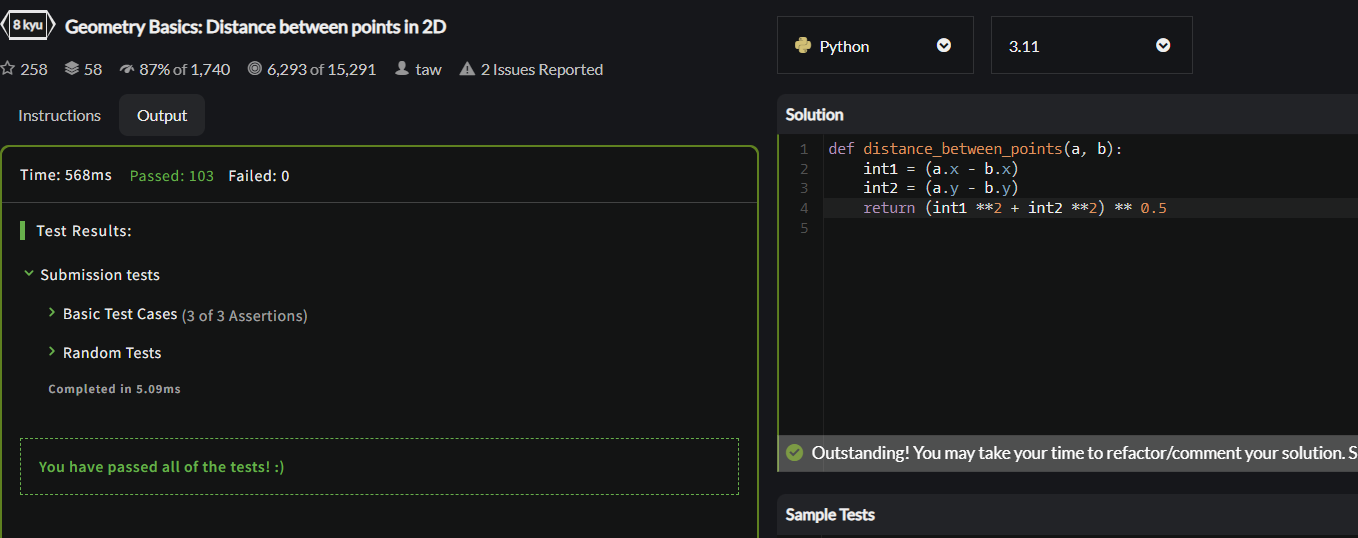 8 kyu Geometry Basics: Distance between points in 2D
258 58 87% of 1,740 6,293 of 15,291 taw 2 Issues Reported
Instructions Output
Time: 568ms Passed: 103 Failed: 0
Test Results:
Submission tests
Basic Test Cases (3 of 3 Assertions)
Random Tests
Completed in 5.09ms
You have passed all of the tests! :)
Python 3.11
Solution
1 def distance_between_points(a, b):
2 int1 = (a.x - b.x)
3 int2 = (a.y - b.y)
4 return (int1 **2 + int2 **2) ** 0.5
5
Outstanding! You may take your time to refactor/comment your solution. S
Sample Tests